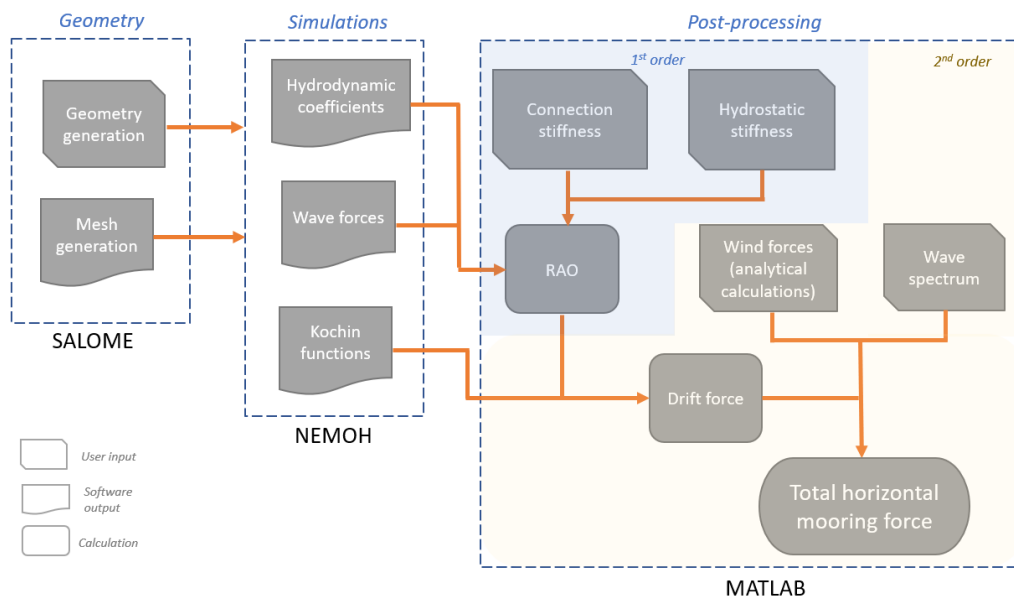 Geometry
Simulations
Post-processing
1st order
2nd order
Geometry
generation
Mesh
generation
SALOME
Hydrodynamic
coefficients
Wave forces
Kochin
functions
NEMOH
Connection
stiffness
Hydrostatic
stiffness
RAO
Wind forces
(analytical
calculations)
Wave
spectrum
Drift force
Total horizontal
mooring force
MATLAB
User input
Software
output
Calculation